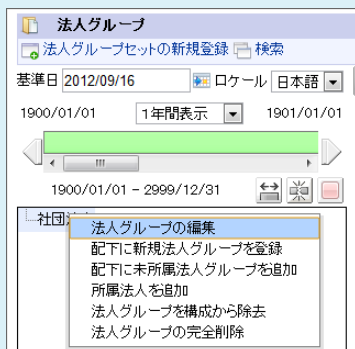 法人グループ
法人グループセットの新規登録 検索
基準日 2012/09/16 ロケール 日本語
1900/01/01 1年間表示 1901/01/01
1900/01/01 - 2999/12/31
社団
法人グループの編集
配下に新規法人グループを登録
配下に未所属法人グループを追加
所属法人を追加
法人グループを構成から除去
法人グループの完全削除